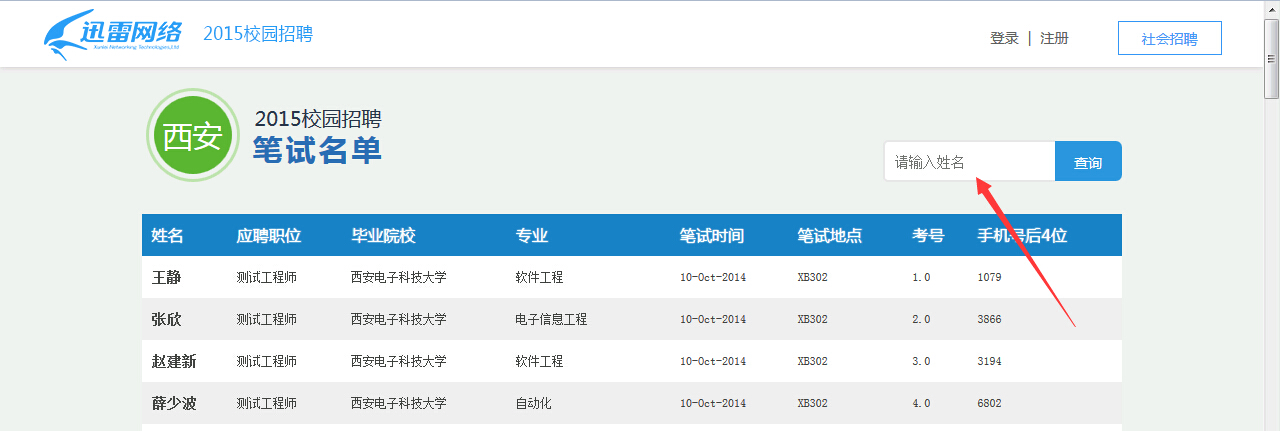 迅雷网络
Xunlei Networking Technologies,Ltd
2015校园招聘
登录 | 注册
社会招聘
西安
2015校园招聘
笔试名单
请输入姓名
查询
姓名 应聘职位 毕业院校 专业 笔试时间 笔试地点 考号 手机号后4位
王静 测试工程师 西安电子科技大学 软件工程 10-Oct-2014 XB302 1.0 1079
张欣 测试工程师 西安电子科技大学 电子信息工程 10-Oct-2014 XB302 2.0 3866
赵建新 测试工程师 西安电子科技大学 软件工程 10-Oct-2014 XB302 3.0 3194
薛少波 测试工程师 西安电子科技大学 自动化 10-Oct-2014 XB302 4.0 6802